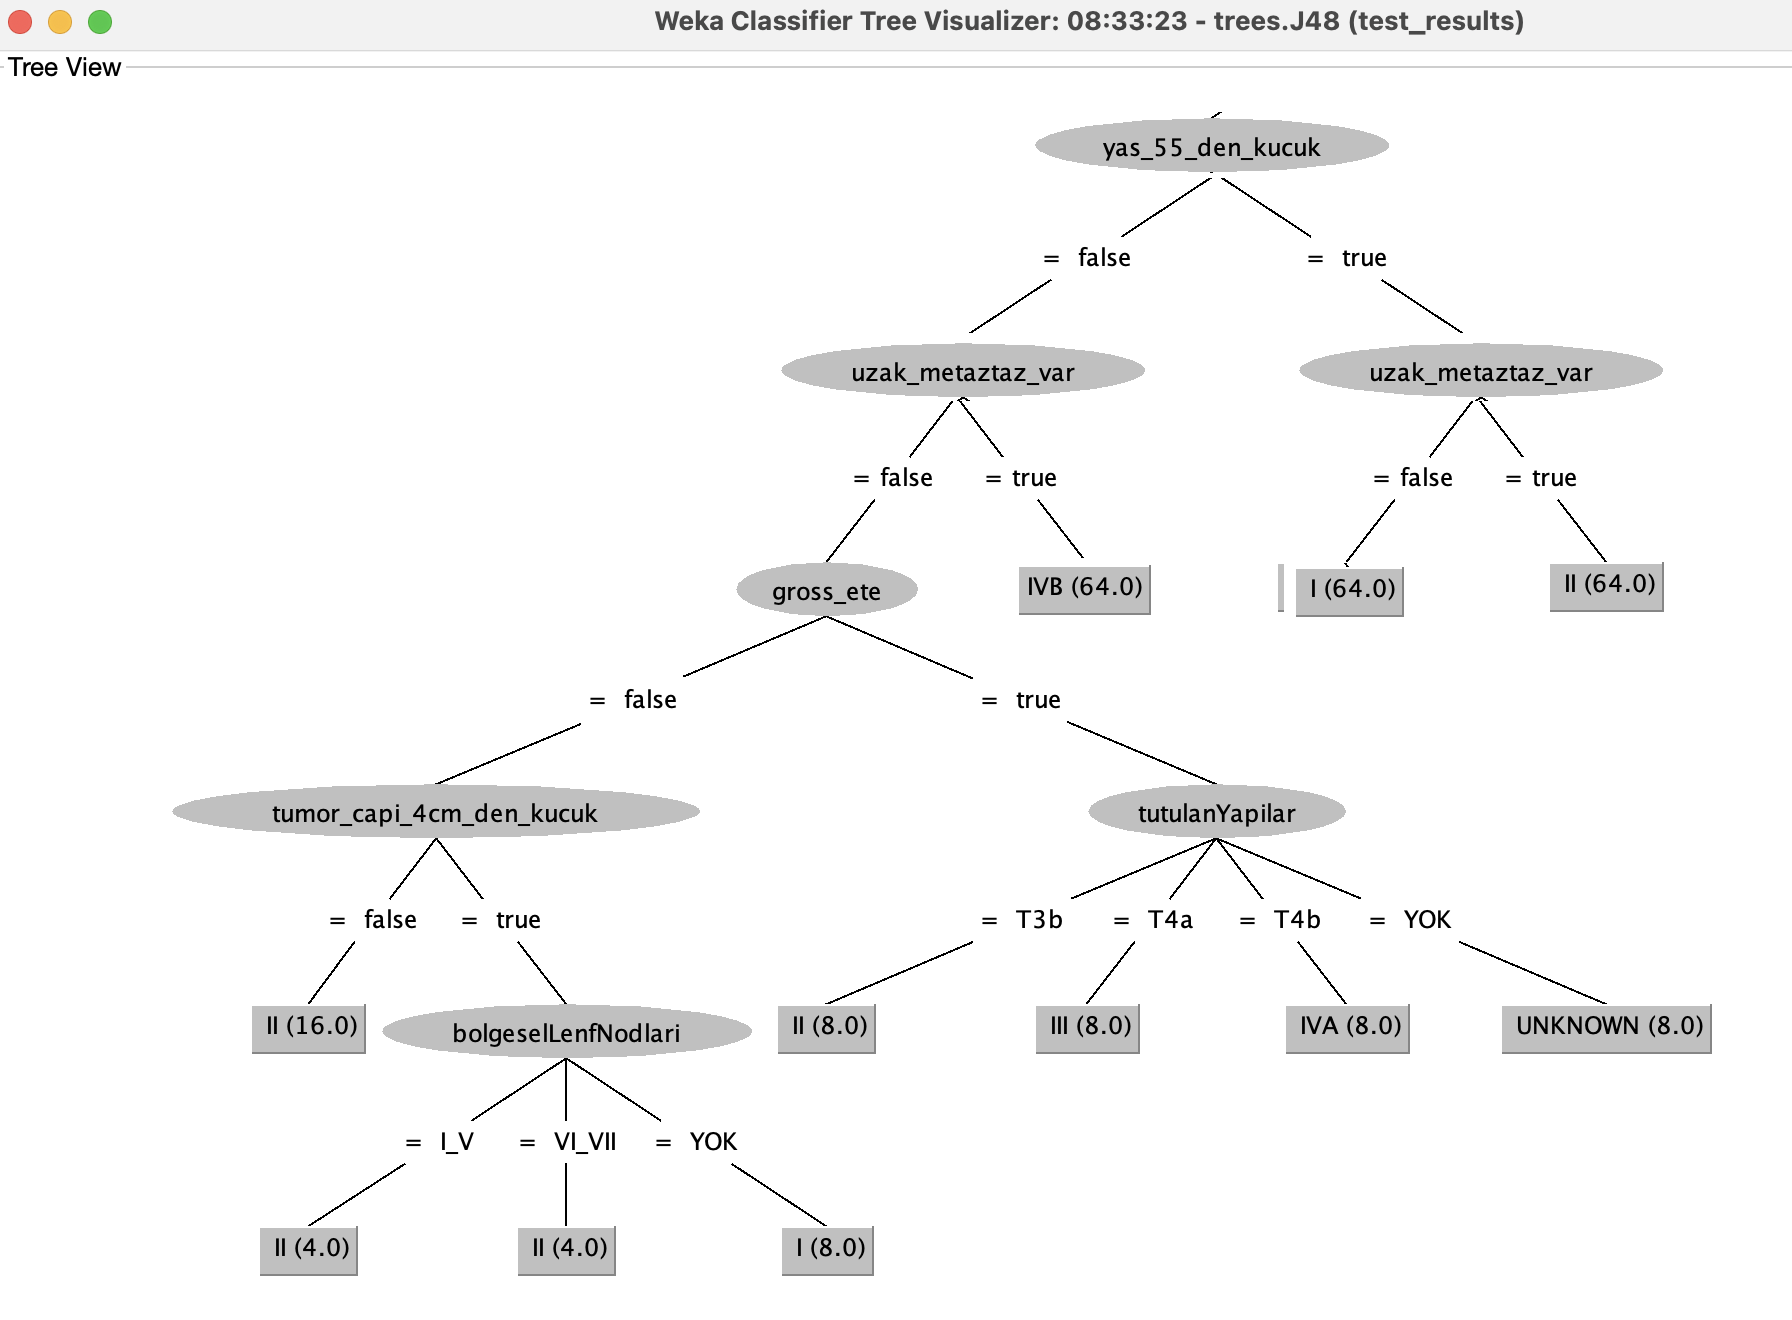 Weka Classifier Tree Visualizer: 08:33:23 - trees.J48 (test_results)
Tree View
yas_55_den_kucuk
= false
= true
uzak_metaztaz_var
uzak_metaztaz_var
= false
= true
= false
= true
gross_ete
IVB (64.0)
I (64.0)
II (64.0)
= false
= true
tumor_capi_4cm_den_kucuk
tutulanYapilar
= false
= true
= T3b
= T4a
= T4b
= YOK
II (16.0)
bolgeselLenfNodlari
II (8.0)
III (8.0)
IVA (8.0)
UNKNOWN (8.0)
= I_V
= VI_VII
= YOK
II (4.0)
II (4.0)
I (8.0)